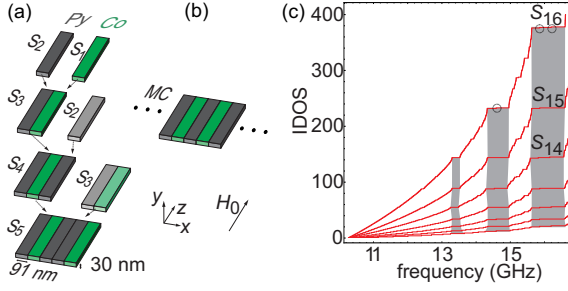 (a)
Py Co
S2
S1
S3
S2
S4
S3
S5
91 nm
30 nm
(b)
MC
y
z
x
H0
(c)
IDOS
400
300
200
100
0
S16
S15
S14
11 13 15
frequency (GHz)